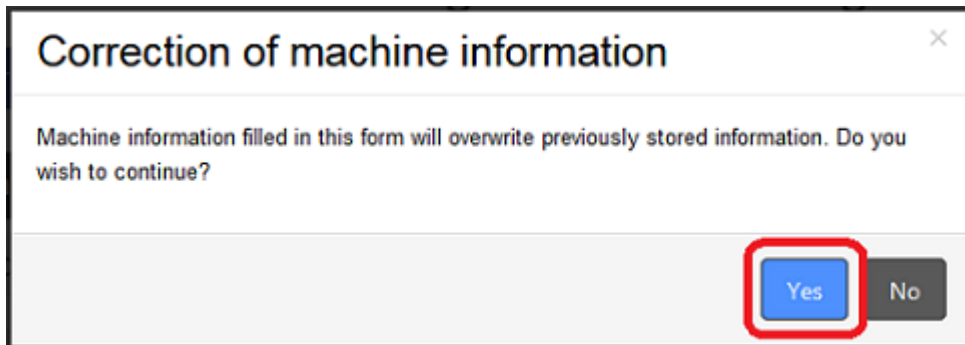 Correction of machine information
Machine information filled in this form will overwrite previously stored information. Do you
wish to continue?
Yes No